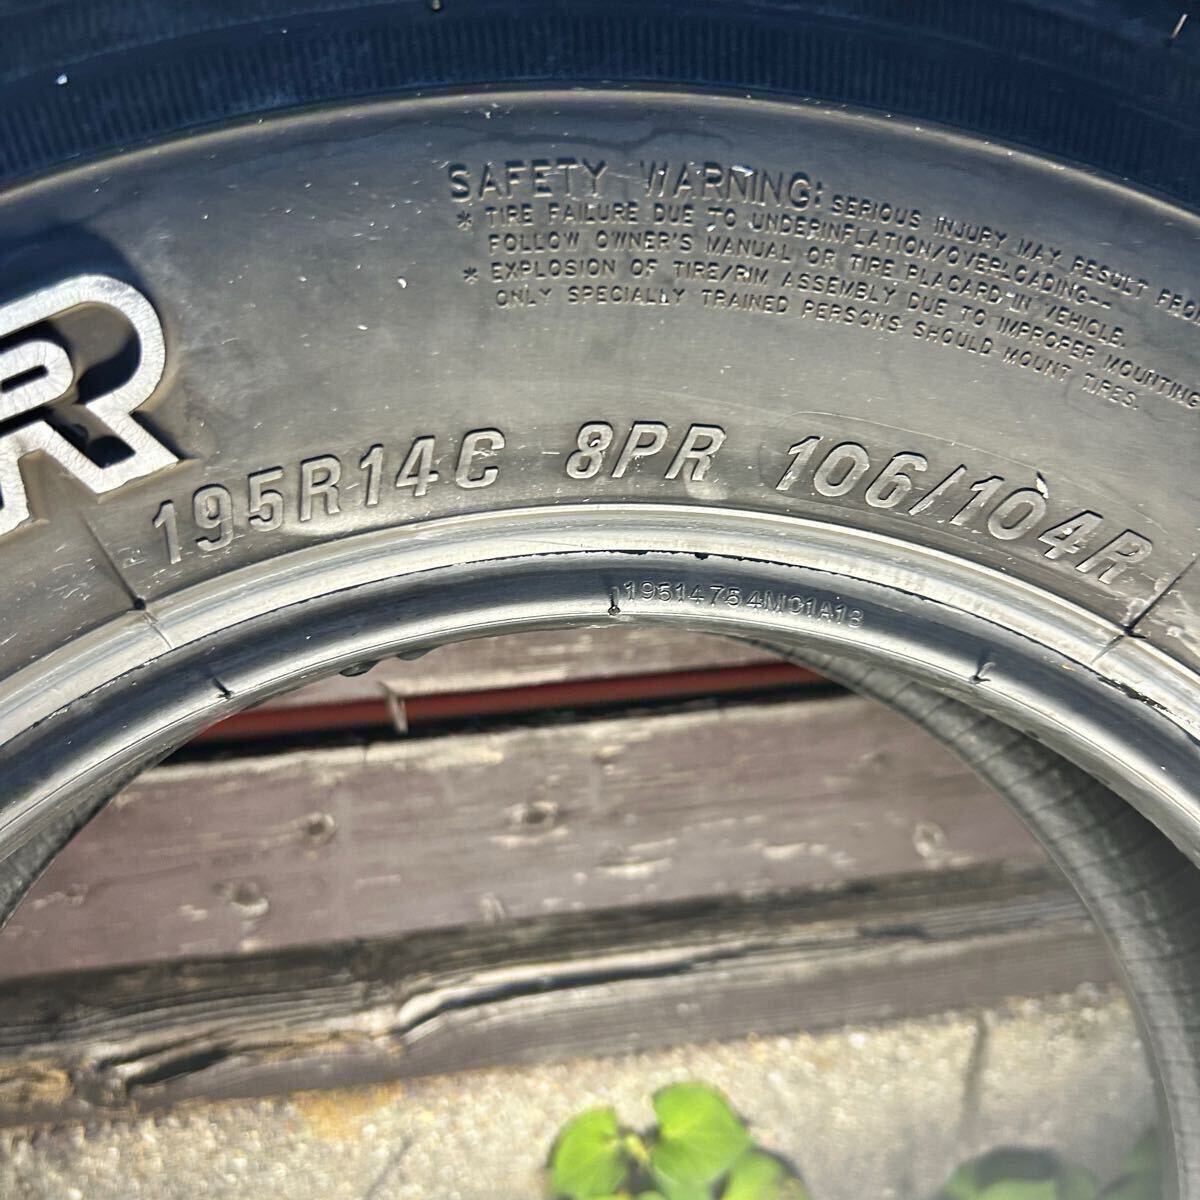 SAFETY WARNING: SERIOUS INJURY MAY RESULT FROM
* TIRE FAILURE DUE TO UNDERINFLATION/OVERLOADING--
FOLLOW OWNER'S MANUAL OR TIRE PLACARD IN VEHICLE.
* EXPLOSION OF TIRE/RIM ASSEMBLY DUE TO IMPROPER MOUNTING
ONLY SPECIALLY TRAINED PERSONS SHOULD MOUNT TIRES.
R
195R14C 8PR 106/104R